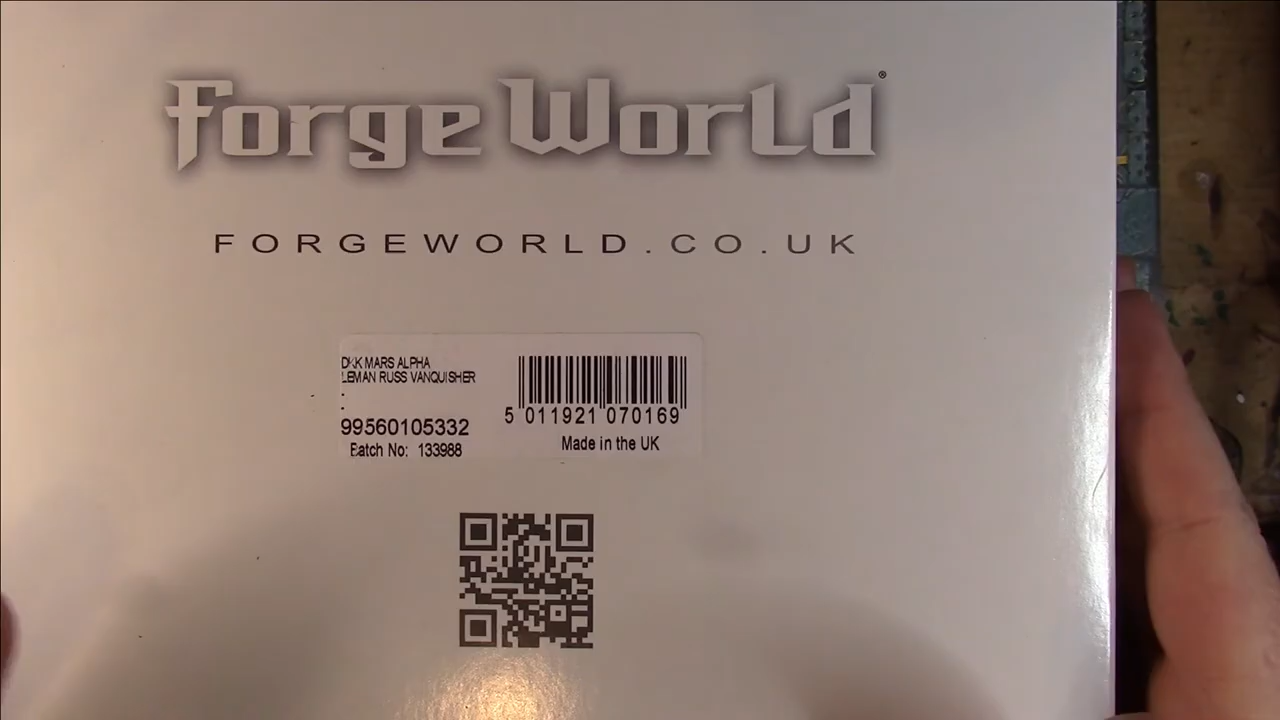 Forge World®
FORGEWORLD.CO.UK
DKK MARS ALPHA
LEMAN RUSS VANQUISHER
-
-
99560105332
Batch No: 133988
5 011921 070169
Made in the UK